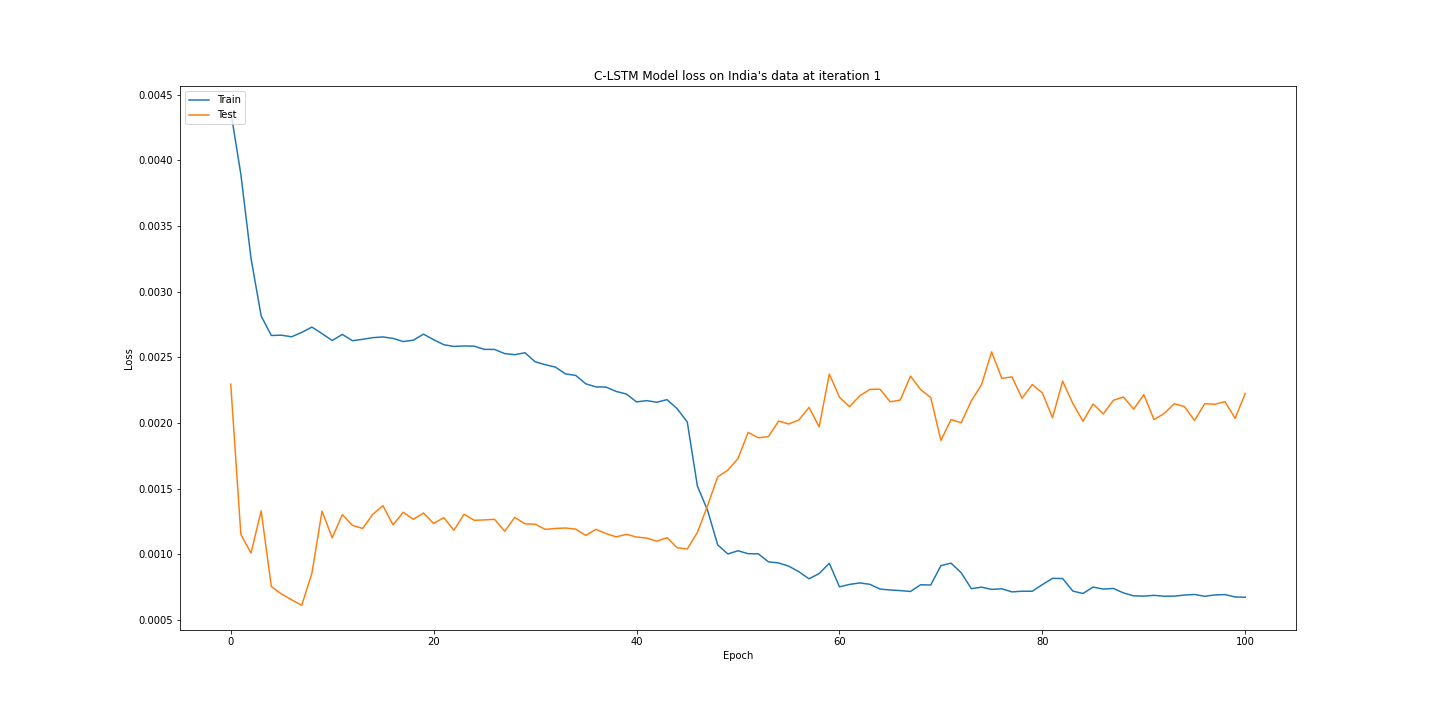 C-LSTM Model loss on India's data at iteration 1
Train
Test
0.0045
0.0040
0.0035
0.0030
0.0025
0.0020
0.0015
0.0010
0.0005
Loss
0 20 40 60 80 100
Epoch